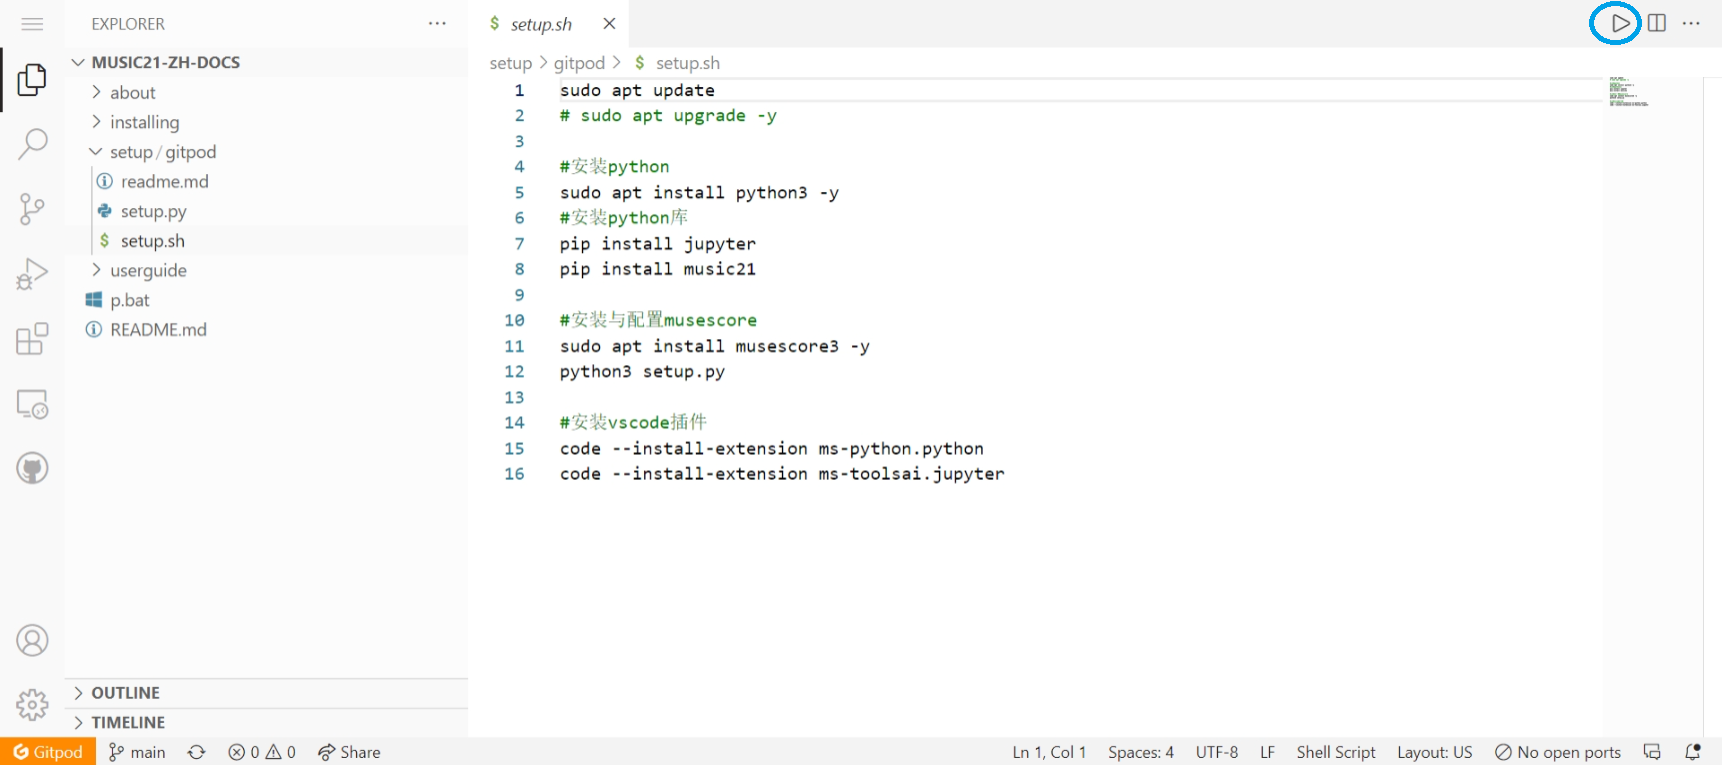 EXPLORER
MUSIC21-ZH-DOCS
about
installing
setup / gitpod
readme.md
setup.py
$ setup.sh
userguide
p.bat
README.md
OUTLINE
TIMELINE
$ setup.sh
setup > gitpod > $ setup.sh
1 sudo apt update
2 # sudo apt upgrade -y
3
4 #安装python
5 sudo apt install python3 -y
6 #安装python库
7 pip install jupyter
8 pip install music21
9
10 #安装与配置musescore
11 sudo apt install musescore3 -y
12 python3 setup.py
13
14 #安装vscode插件
15 code --install-extension ms-python.python
16 code --install-extension ms-toolsai.jupyter
Gitpod main 0 0 Share Ln 1, Col 1 Spaces: 4 UTF-8 LF Shell Script Layout: US No open ports